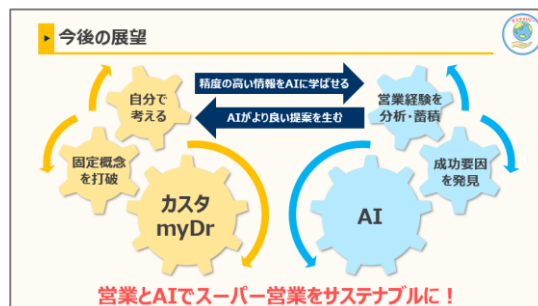 今後の展望
精度の高い情報をAIに学ばせる
AIがより良い提案を生む
自分で
考える
固定概念
を打破
カスタ
myDr
営業経験を
分析・蓄積
成功要因
を発見
AI
営業とAIでスーパー営業をサステナブルに！